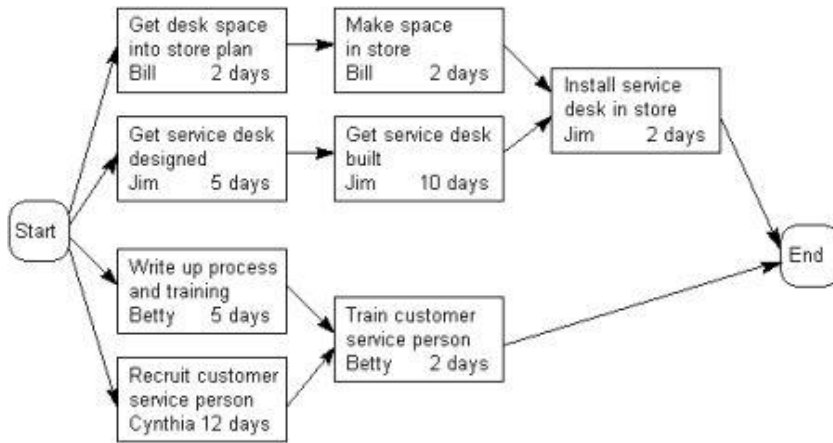 Get desk space
into store plan
Bill 2 days
Make space
in store
Bill 2 days
Install service
desk in store
Jim 2 days
Get service desk
designed
Jim 5 days
Get service desk
built
Jim 10 days
Start
End
Write up process
and training
Betty 5 days
Train customer
service person
Betty 2 days
Recruit customer
service person
Cynthia 12 days